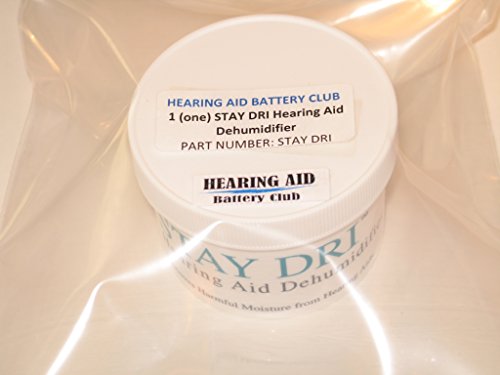 HEARING AID BATTERY CLUB
1 (one) STAY DRI Hearing Aid
Dehumidifier
PART NUMBER: STAY DRI
HEARING AID
Battery Club
STAY DRI
Hearing Aid Dehumidifier
Harmful Moisture from Hearing Aids